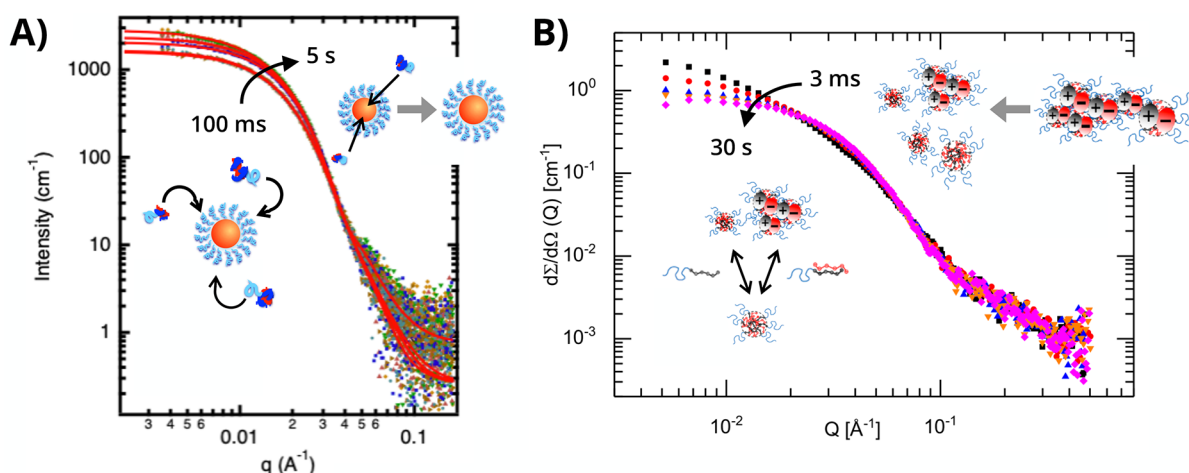 A)
Intensity (cm⁻¹)
1000
100
10
1
5 s
100 ms
3 4 5 6 2 3 4 5 6
0.01 0.1
q (A⁻¹)
B)
dΣ/dΩ (Q) [cm⁻¹]
10⁰
10⁻¹
10⁻²
10⁻³
3 ms
30 s
+ − + − + −
+ − + − + − + − + −
+ − + −
10⁻² 10⁻¹
Q [Å⁻¹]